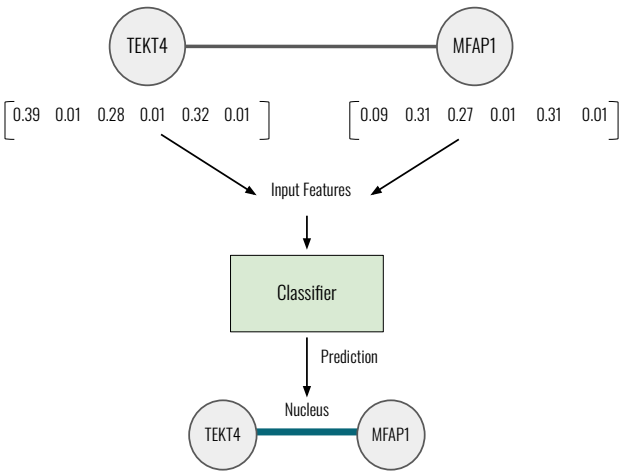 TEKT4 MFAP1
[0.39 0.01 0.28 0.01 0.32 0.01] [0.09 0.31 0.27 0.01 0.31 0.01]
Input Features
Classifier
Prediction
Nucleus
TEKT4 MFAP1